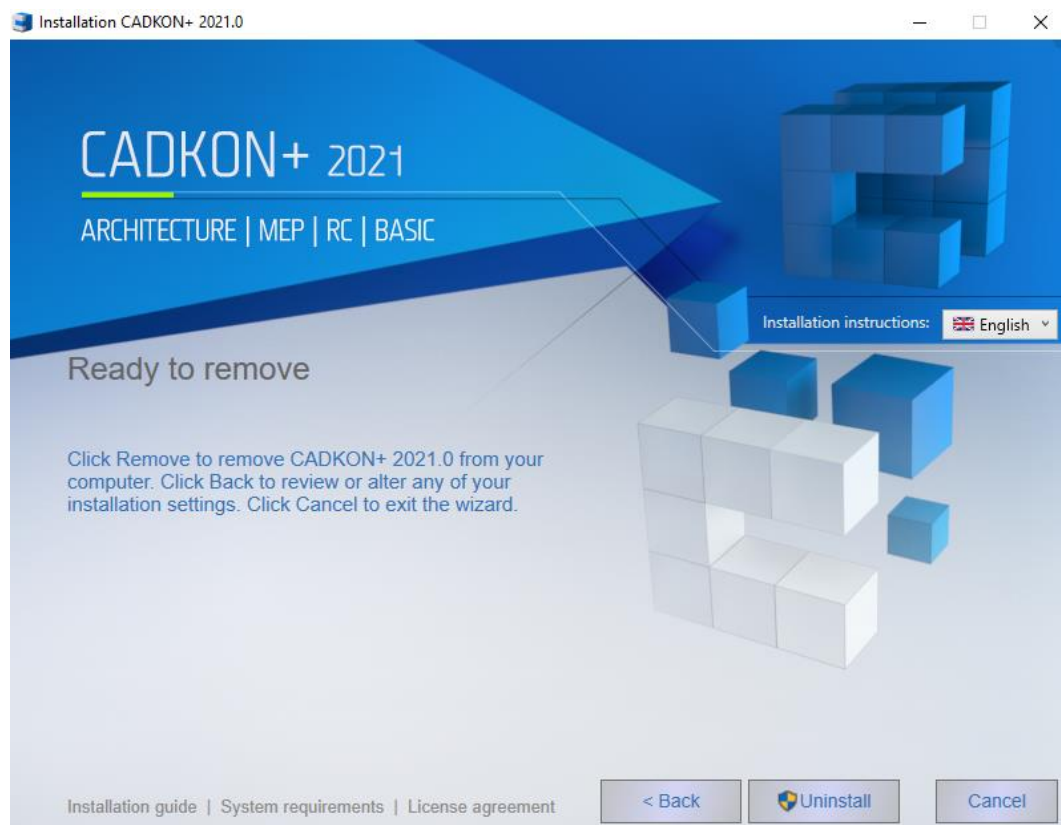 Installation CADKON+ 2021.0
CADKON+ 2021
ARCHITECTURE | MEP | RC | BASIC
Installation instructions: English
Ready to remove
Click Remove to remove CADKON+ 2021.0 from your
computer. Click Back to review or alter any of your
installation settings. Click Cancel to exit the wizard.
Installation guide | System requirements | License agreement
< Back
Uninstall
Cancel